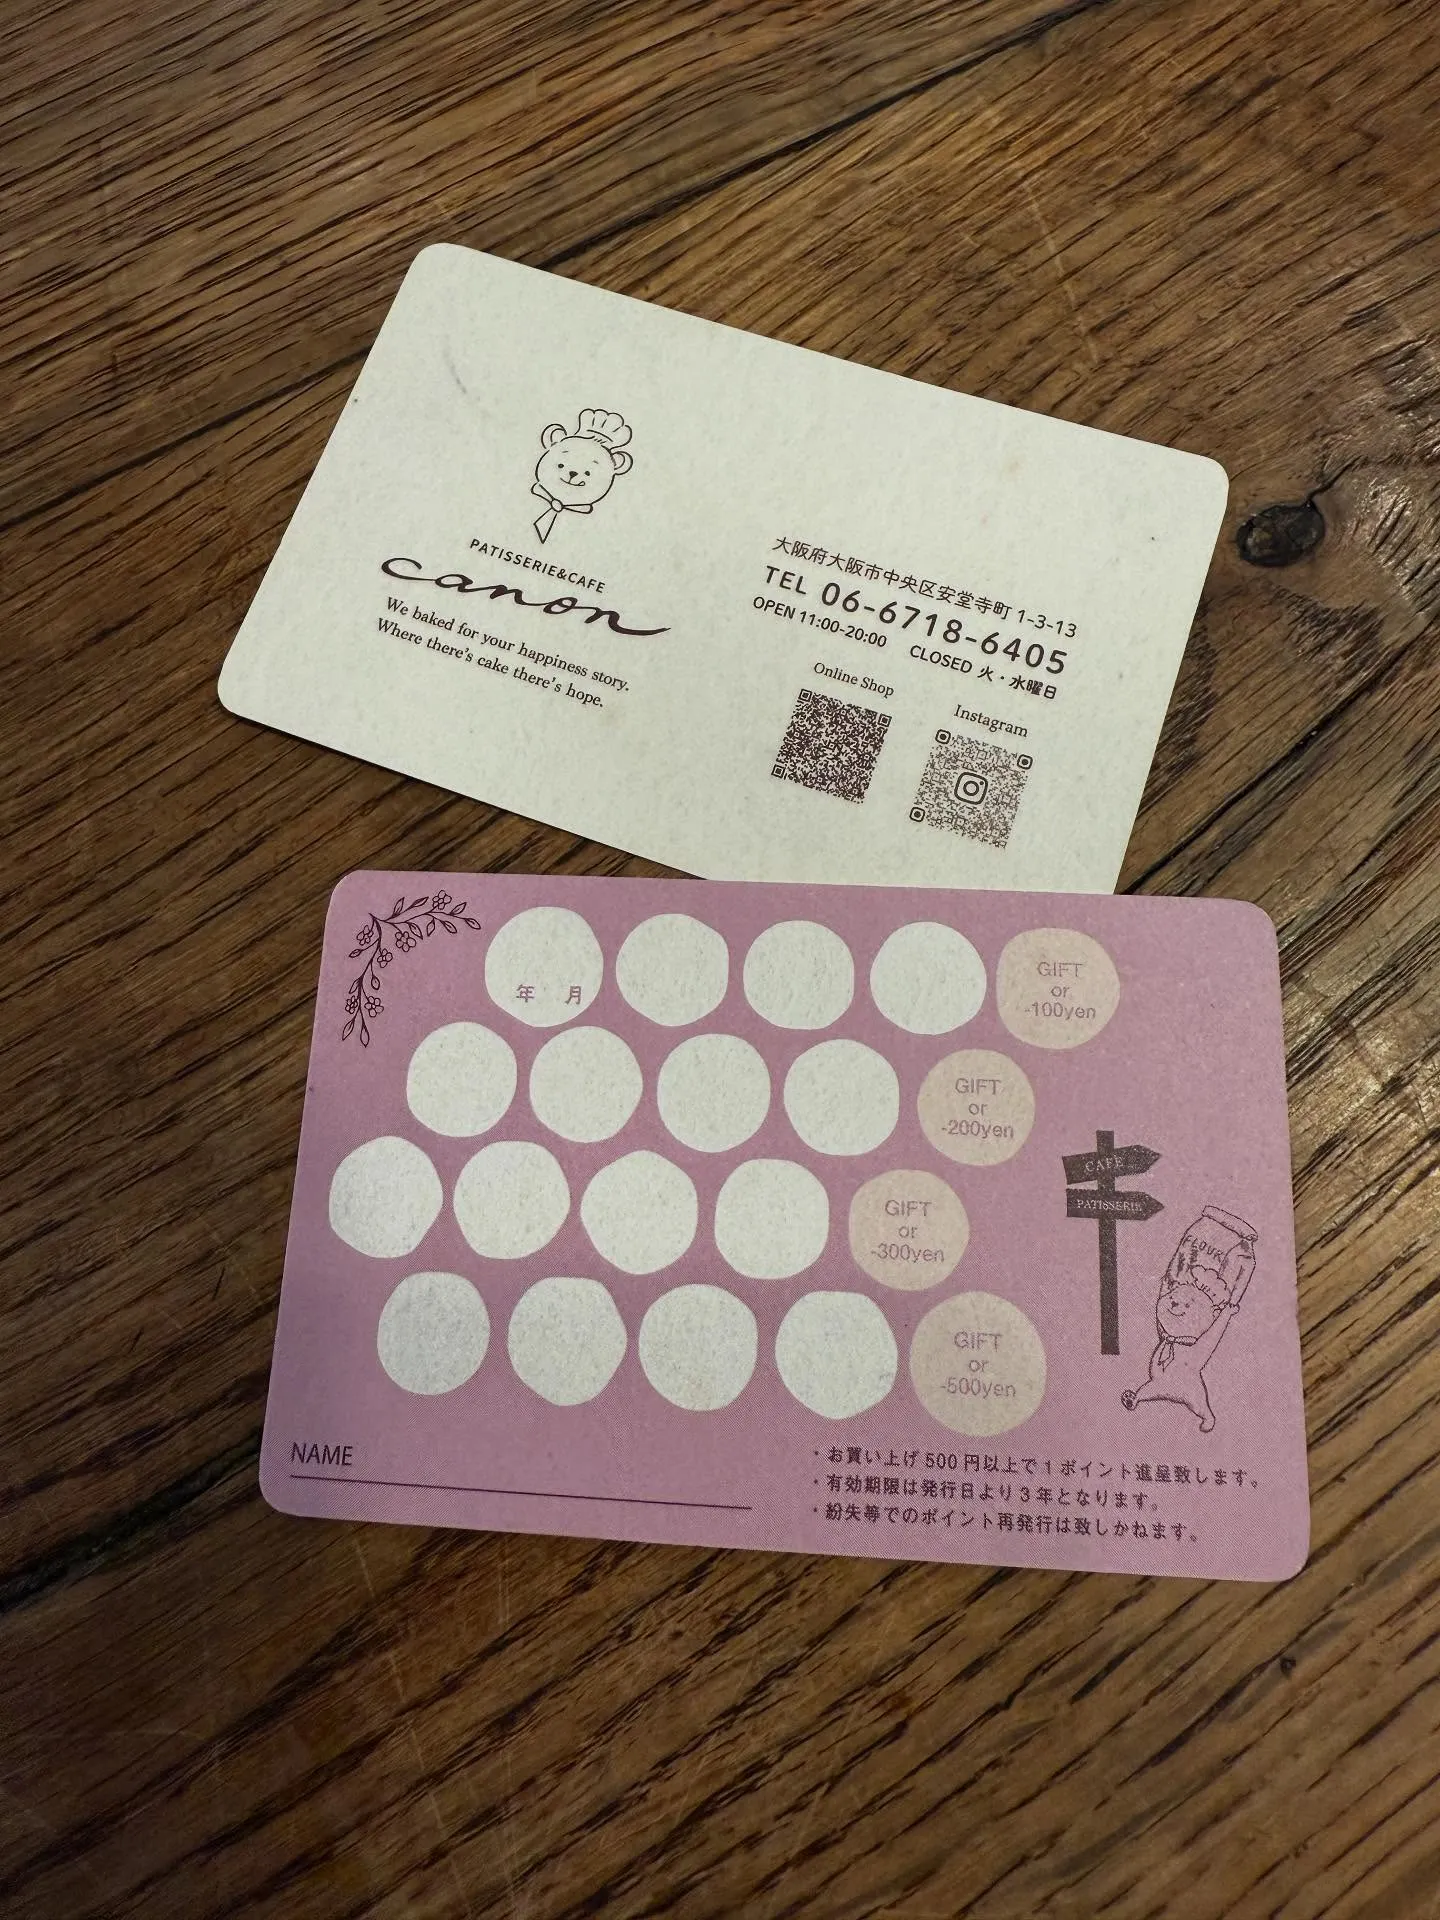 PATISSERIE&CAFE
canon
We baked for your happiness story.
Where there's cake there's hope.
大阪府大阪市中央区安堂寺町 1-3-13
TEL 06-6718-6405
OPEN 11:00-20:00 CLOSED 火・水曜日
Online Shop
Instagram
年 月
GIFT
or
-100yen
GIFT
or
-200yen
GIFT
or
-300yen
GIFT
or
-500yen
CAFE
PATISSERIE
FLOUR
NAME
・お買い上げ500円以上で1ポイント進呈致します。
・有効期限は発行日より3年となります。
・紛失等でのポイント再発行は致しかねます。